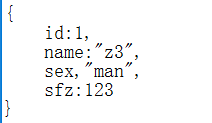 {
id:1,
name:"z3",
sex,"man",
sfz:123
}